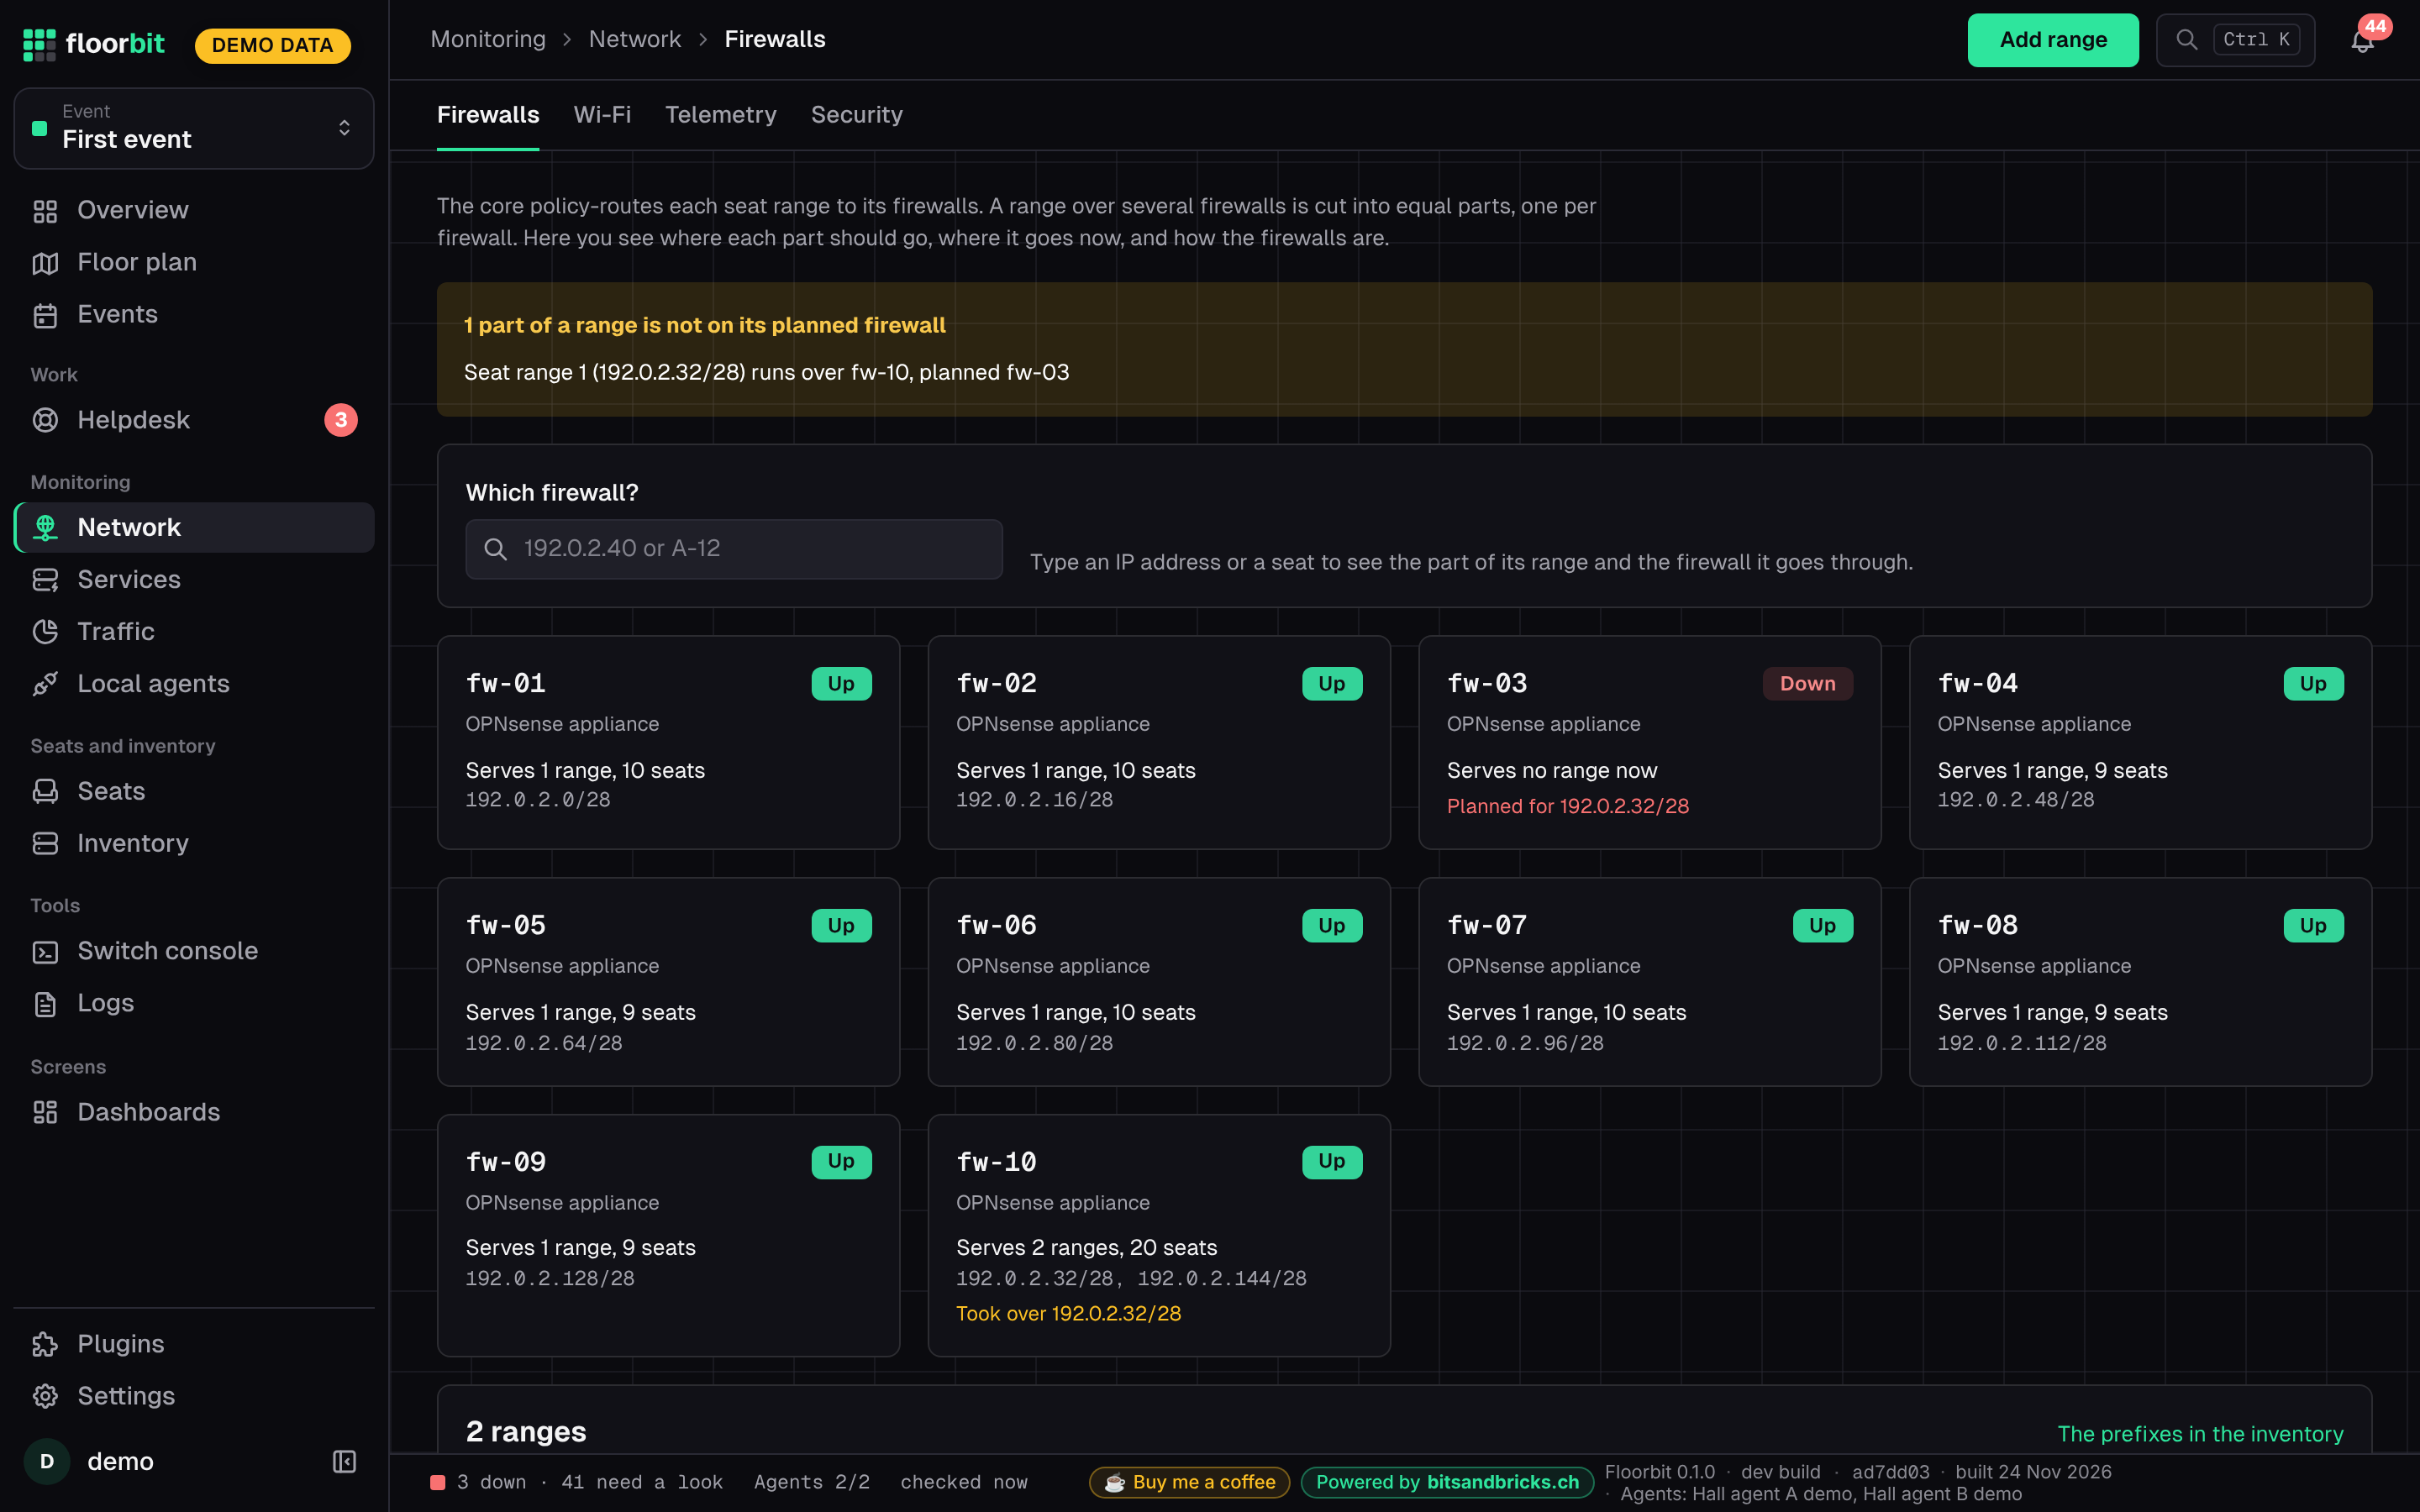 floorbit
DEMO DATA
Event
First event
Overview
Floor plan
Events
Work
Helpdesk
3
Monitoring
Network
Services
Traffic
Local agents
Seats and inventory
Seats
Inventory
Tools
Switch console
Logs
Screens
Dashboards
Plugins
Settings
D
demo
Monitoring > Network > Firewalls
Add range
Ctrl K
44
Firewalls
Wi-Fi
Telemetry
Security
The core policy-routes each seat range to its firewalls. A range over several firewalls is cut into equal parts, one per
firewall. Here you see where each part should go, where it goes now, and how the firewalls are.
1 part of a range is not on its planned firewall
Seat range 1 (192.0.2.32/28) runs over fw-10, planned fw-03
Which firewall?
192.0.2.40 or A-12
Type an IP address or a seat to see the part of its range and the firewall it goes through.
fw-01
Up
OPNsense appliance
Serves 1 range, 10 seats
192.0.2.0/28
fw-02
Up
OPNsense appliance
Serves 1 range, 10 seats
192.0.2.16/28
fw-03
Down
OPNsense appliance
Serves no range now
Planned for 192.0.2.32/28
fw-04
Up
OPNsense appliance
Serves 1 range, 9 seats
192.0.2.48/28
fw-05
Up
OPNsense appliance
Serves 1 range, 9 seats
192.0.2.64/28
fw-06
Up
OPNsense appliance
Serves 1 range, 10 seats
192.0.2.80/28
fw-07
Up
OPNsense appliance
Serves 1 range, 10 seats
192.0.2.96/28
fw-08
Up
OPNsense appliance
Serves 1 range, 9 seats
192.0.2.112/28
fw-09
Up
OPNsense appliance
Serves 1 range, 9 seats
192.0.2.128/28
fw-10
Up
OPNsense appliance
Serves 2 ranges, 20 seats
192.0.2.32/28, 192.0.2.144/28
Took over 192.0.2.32/28
2 ranges
The prefixes in the inventory
3 down · 41 need a look
Agents 2/2
checked now
☕ Buy me a coffee
Powered by bitsandbricks.ch
Floorbit 0.1.0 · dev build · ad7dd03 · built 24 Nov 2026
· Agents: Hall agent A demo, Hall agent B demo